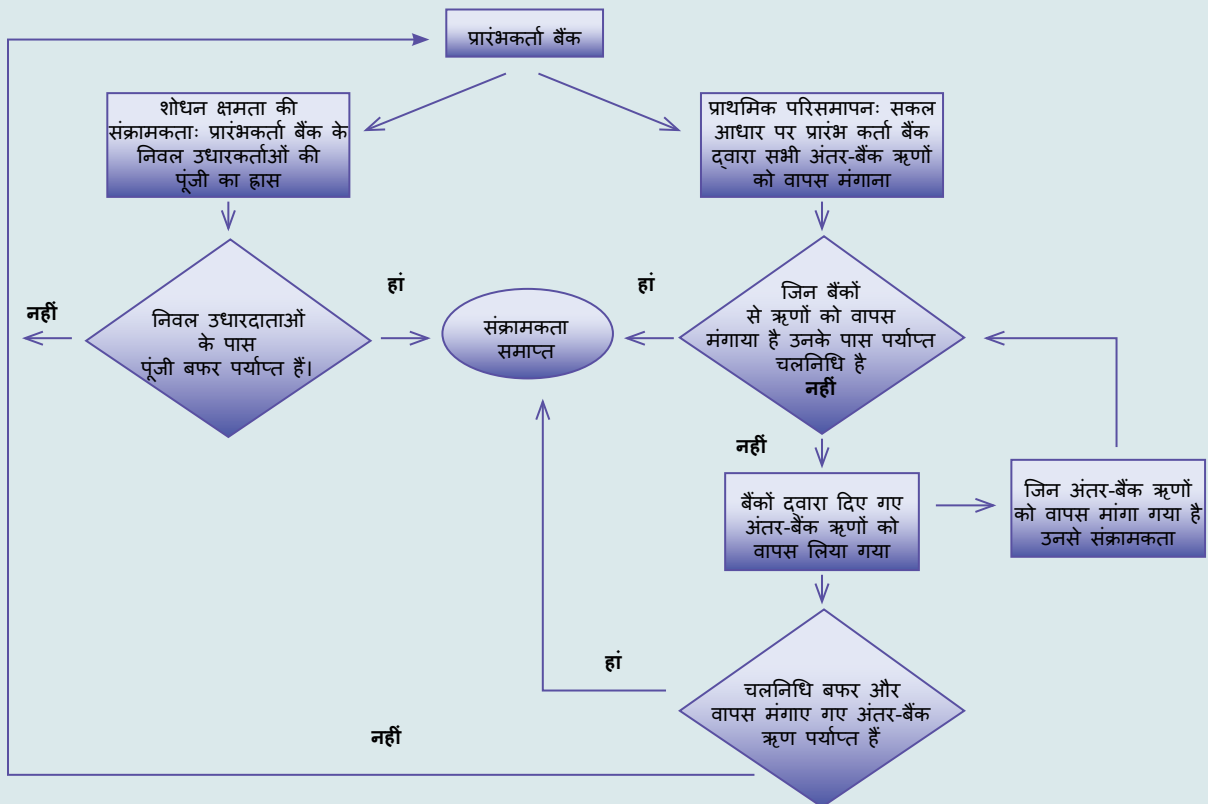 प्रारंभकर्ता बैंक
शोधन क्षमता की
संक्रामकताः प्रारंभकर्ता बैंक के
निवल उधारकर्ताओं की
पूंजी का ह्रास
प्राथमिक परिसमापनः सकल
आधार पर प्रारंभ कर्ता बैंक
द्वारा सभी अंतर-बैंक ऋणों
को वापस मंगाना
नहीं
निवल उधारदाताओं
के पास
पूंजी बफर पर्याप्त हैं।
हां
संक्रामकता
समाप्त
हां
जिन बैंकों
से ऋणों को वापस
मंगाया है उनके पास पर्याप्त
चलनिधि है
नहीं
नहीं
बैंकों दवारा दिए गए
अंतर-बैंक ऋणों को
वापस लिया गया
जिन अंतर-बैंक ऋणों
को वापस मांगा गया है
उनसे संक्रामकता
हां
चलनिधि बफर और
वापस मंगाए गए अंतर-बैंक
ऋण पर्याप्त हैं
नहीं